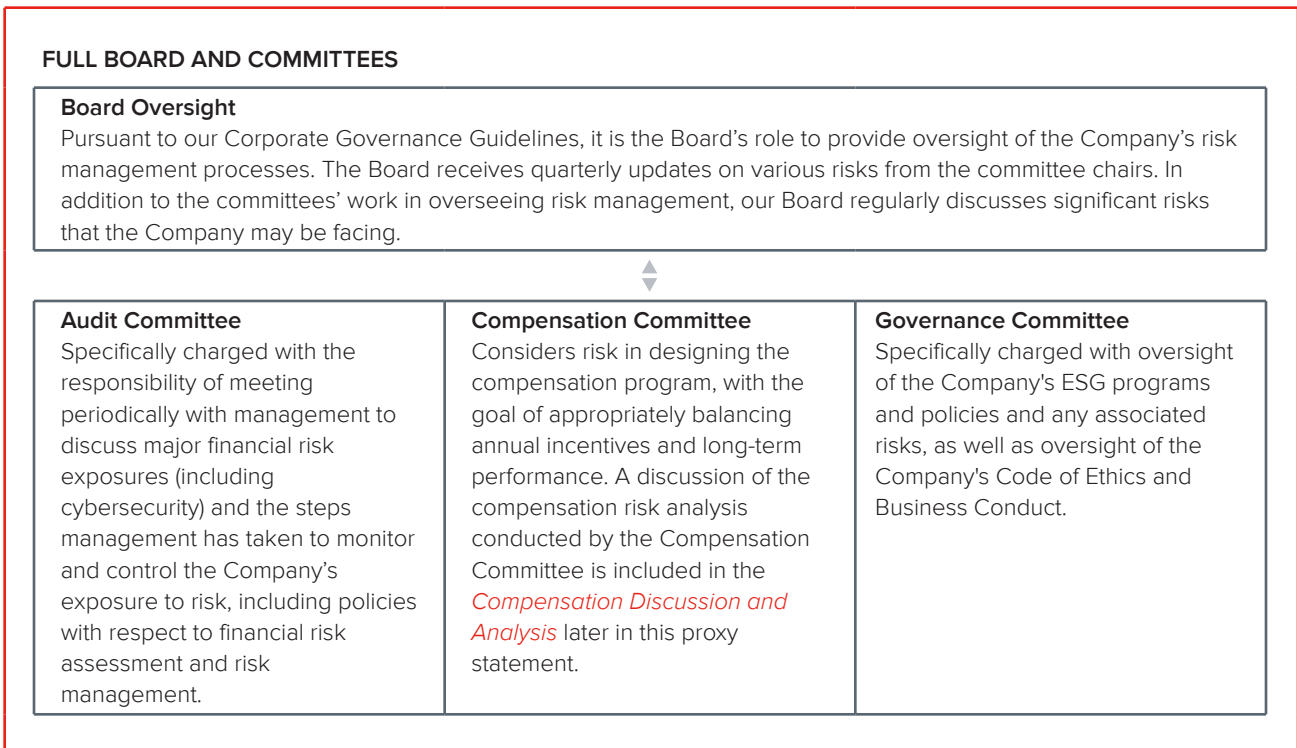 FULL BOARD AND COMMITTEES
Board Oversight
Pursuant to our Corporate Governance Guidelines, it is the Board’s role to provide oversight of the Company’s risk
management processes. The Board receives quarterly updates on various risks from the committee chairs. In
addition to the committees’ work in overseeing risk management, our Board regularly discusses significant risks
that the Company may be facing.
Audit Committee
Specifically charged with the
responsibility of meeting
periodically with management to
discuss major financial risk
exposures (including
cybersecurity) and the steps
management has taken to monitor
and control the Company’s
exposure to risk, including policies
with respect to financial risk
assessment and risk
management.
Compensation Committee
Considers risk in designing the
compensation program, with the
goal of appropriately balancing
annual incentives and long-term
performance. A discussion of the
compensation risk analysis
conducted by the Compensation
Committee is included in the
Compensation Discussion and
Analysis later in this proxy
statement.
Governance Committee
Specifically charged with oversight
of the Company's ESG programs
and policies and any associated
risks, as well as oversight of the
Company's Code of Ethics and
Business Conduct.